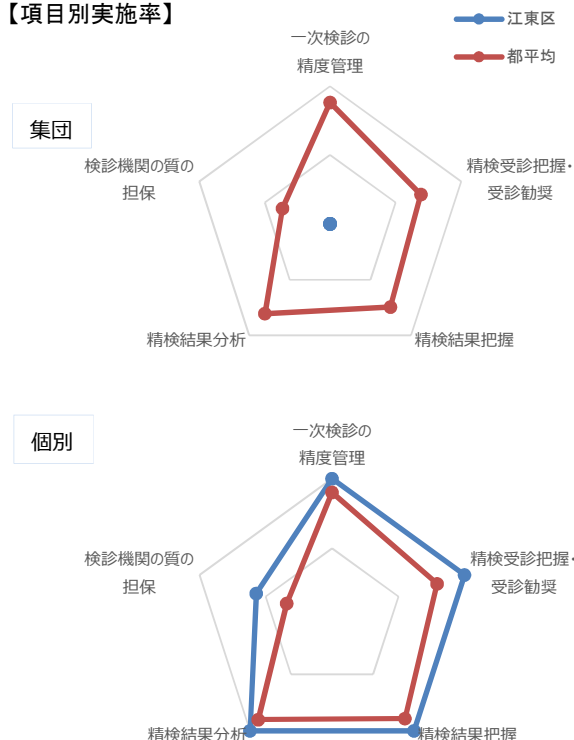 【項目別実施率】
江東区
都平均
集団
一次検診の
精度管理
精検受診把握・
受診勧奨
精検結果把握
精検結果分析
検診機関の質の
担保
個別
一次検診の
精度管理
精検受診把握・
受診勧奨
精検結果把握
精検結果分析
検診機関の質の
担保